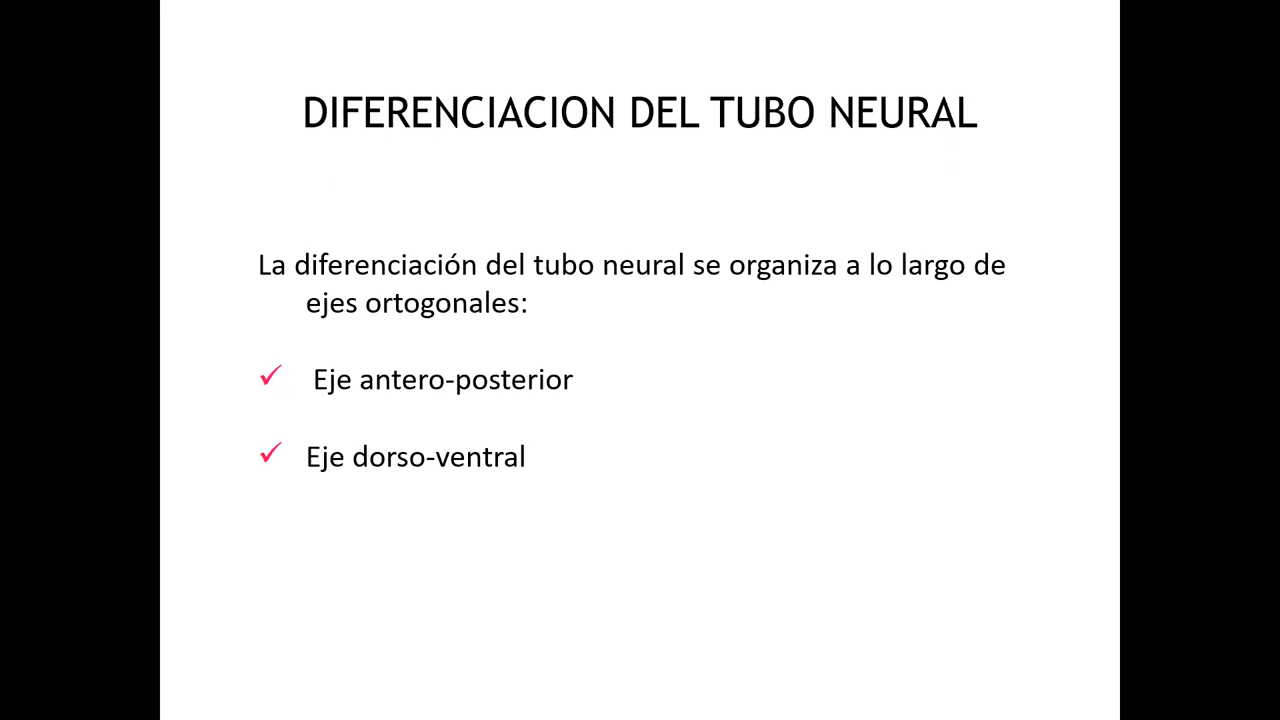 DIFERENCIACION DEL TUBO NEURAL
La diferenciación del tubo neural se organiza a lo largo de
ejes ortogonales:
✓ Eje antero-posterior
✓ Eje dorso-ventral